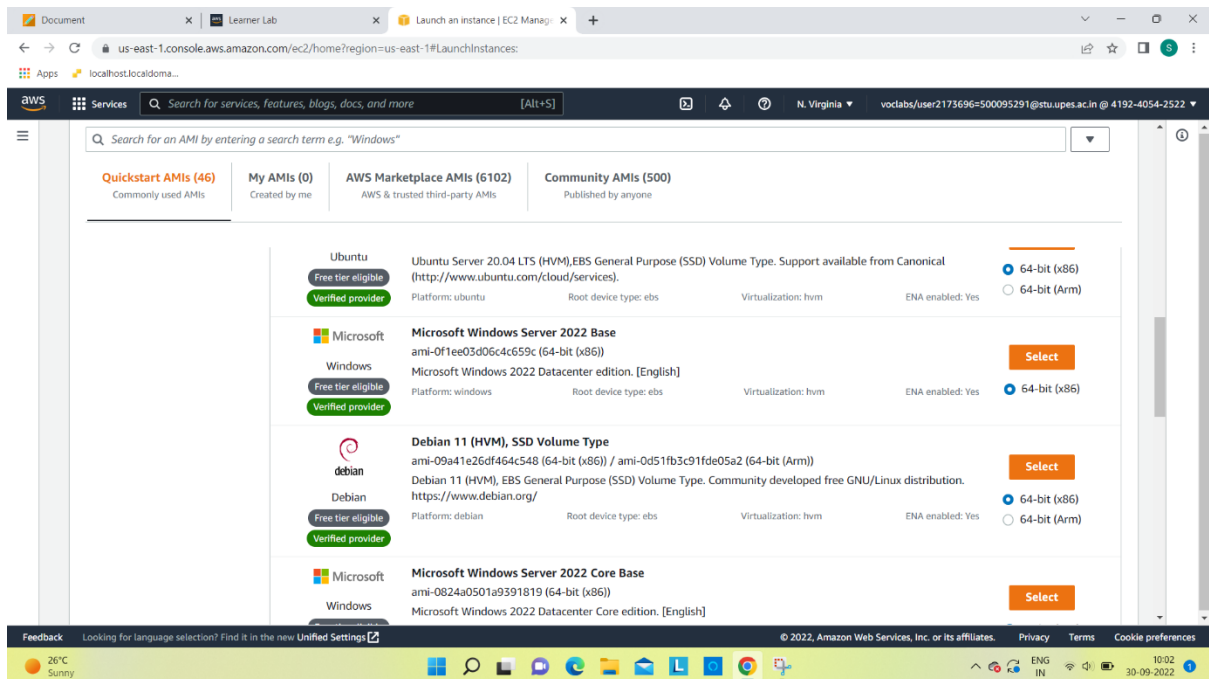 Document
Learner Lab
Launch an instance | EC2 Manage
us-east-1.console.aws.amazon.com/ec2/home?region=us-east-1#LaunchInstances:
S
Apps
localhost.localdoma...
aws
Services
Search for services, features, blogs, docs, and more
[Alt+S]
N. Virginia
voclabs/user2173696=500095291@stu.upes.ac.in @ 4192-4054-2522
Search for an AMI by entering a search term e.g. "Windows"
Quickstart AMIs (46)
Commonly used AMIs
My AMIs (0)
Created by me
AWS Marketplace AMIs (6102)
AWS & trusted third-party AMIs
Community AMIs (500)
Published by anyone
Ubuntu
Free tier eligible
Verified provider
Ubuntu Server 20.04 LTS (HVM),EBS General Purpose (SSD) Volume Type. Support available from Canonical
(http://www.ubuntu.com/cloud/services).
Platform: ubuntu
Root device type: ebs
Virtualization: hvm
ENA enabled: Yes
64-bit (x86)
64-bit (Arm)
Microsoft
Windows
Free tier eligible
Verified provider
Microsoft Windows Server 2022 Base
ami-0f1ee03d06c4c659c (64-bit (x86))
Microsoft Windows 2022 Datacenter edition. [English]
Platform: windows
Root device type: ebs
Virtualization: hvm
ENA enabled: Yes
Select
64-bit (x86)
debian
Debian
Free tier eligible
Verified provider
Debian 11 (HVM), SSD Volume Type
ami-09a41e26df464c548 (64-bit (x86)) / ami-0d51fb3c91fde05a2 (64-bit (Arm))
Debian 11 (HVM), EBS General Purpose (SSD) Volume Type. Community developed free GNU/Linux distribution.
https://www.debian.org/
Platform: debian
Root device type: ebs
Virtualization: hvm
ENA enabled: Yes
Select
64-bit (x86)
64-bit (Arm)
Microsoft
Windows
Microsoft Windows Server 2022 Core Base
ami-0824a0501a9391819 (64-bit (x86))
Microsoft Windows 2022 Datacenter Core edition. [English]
Select
Feedback
Looking for language selection? Find it in the new Unified Settings
© 2022, Amazon Web Services, Inc. or its affiliates.
Privacy
Terms
Cookie preferences
26°C
Sunny
L
ENG
IN
10:02
30-09-2022
1